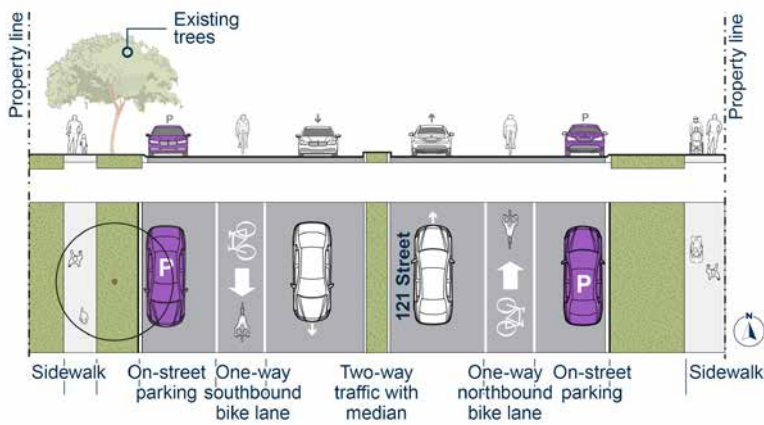 Existing
trees
Property line
Property line
P
P
P
121 Street
P
N
Sidewalk
On-street
parking
One-way
southbound
bike lane
Two-way
traffic with
median
One-way
northbound
bike lane
On-street
parking
Sidewalk